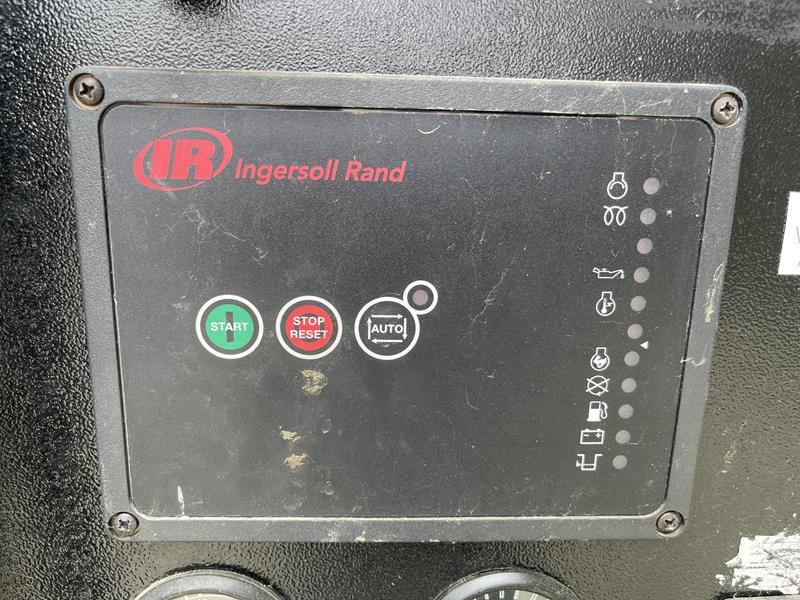 IR Ingersoll Rand
START
STOP
RESET
AUTO